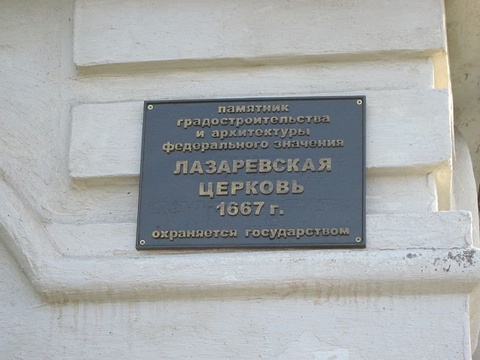 памятник
градостроительства
и архитектуры
федерального значения
ЛАЗАРЕВСКАЯ
ЦЕРКОВЬ
1667 г.
охраняется государством